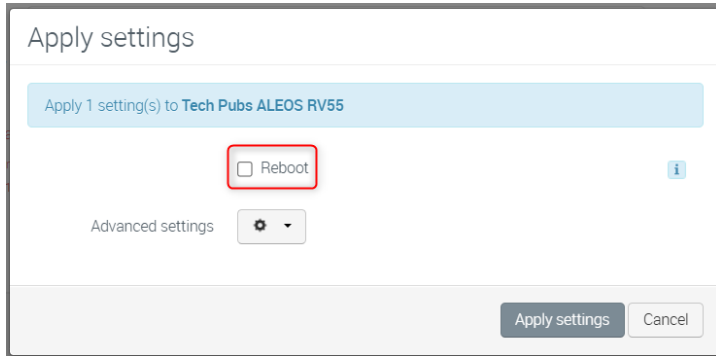 Apply settings
Apply 1 setting(s) to Tech Pubs ALEOS RV55
Reboot
i
Advanced settings
Apply settings Cancel